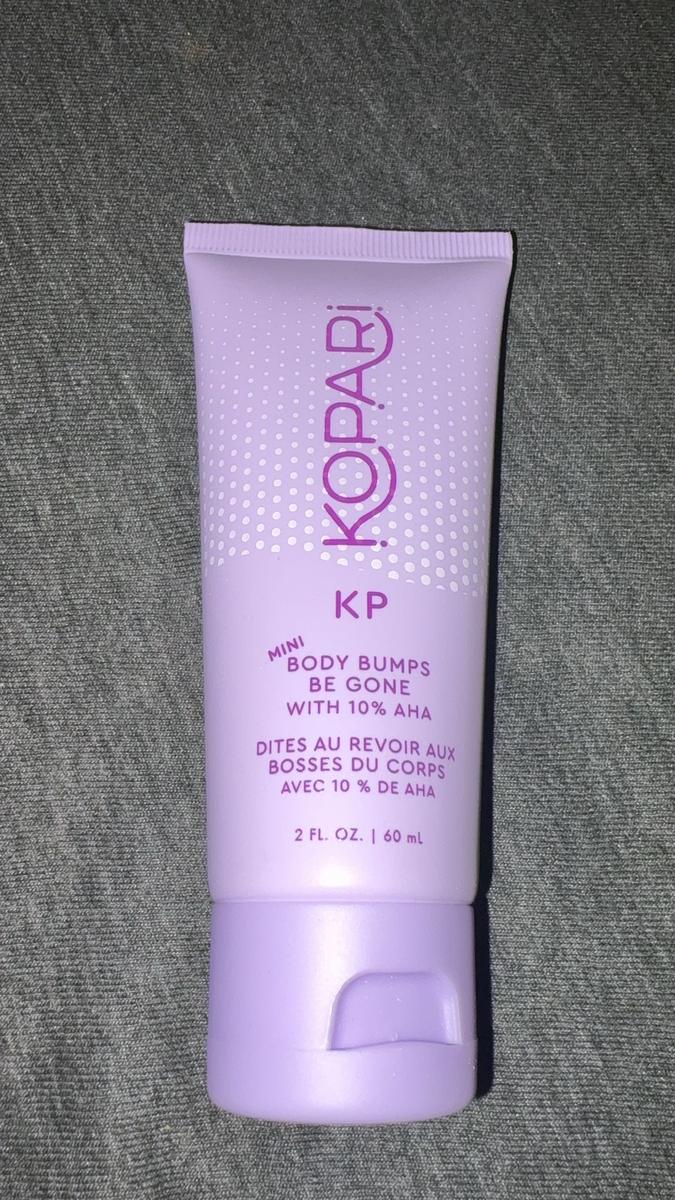 KOPARI
KP
MINI
BODY BUMPS
BE GONE
WITH 10% AHA
DITES AU REVOIR AUX
BOSSES DU CORPS
AVEC 10 % DE AHA
2 FL. OZ. | 60 mL